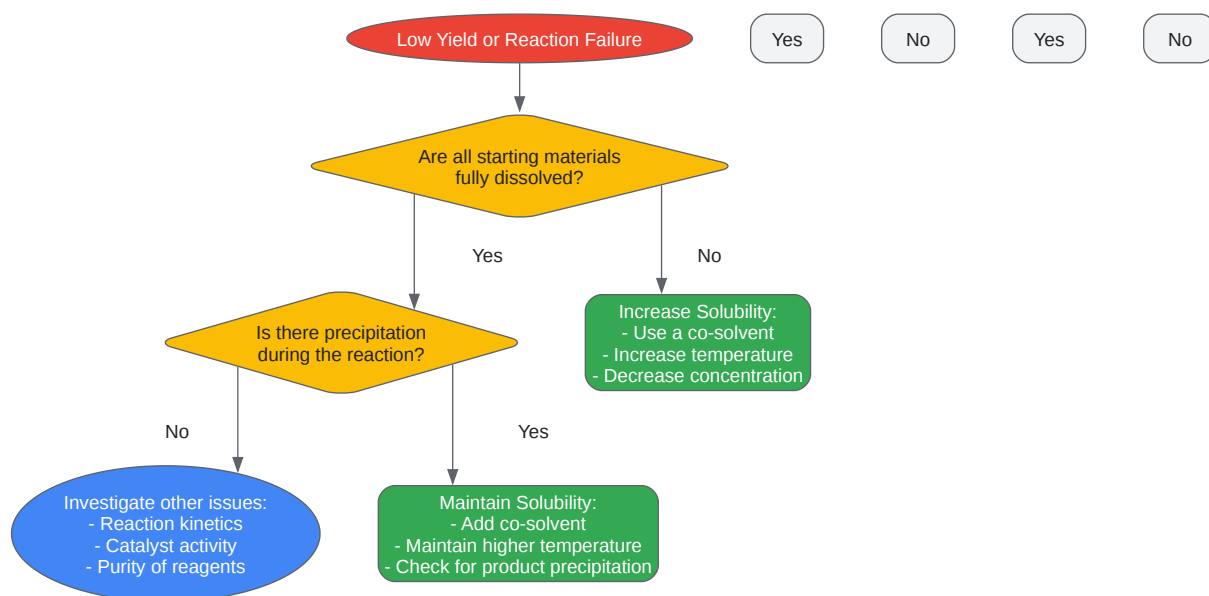 Low Yield or Reaction Failure
Yes
No
Yes
No
Are all starting materials
fully dissolved?
Yes
No
Increase Solubility:
- Use a co-solvent
- Increase temperature
- Decrease concentration
Is there precipitation
during the reaction?
No
Yes
Investigate other issues:
- Reaction kinetics
- Catalyst activity
- Purity of reagents
Maintain Solubility:
- Add co-solvent
- Maintain higher temperature
- Check for product precipitation